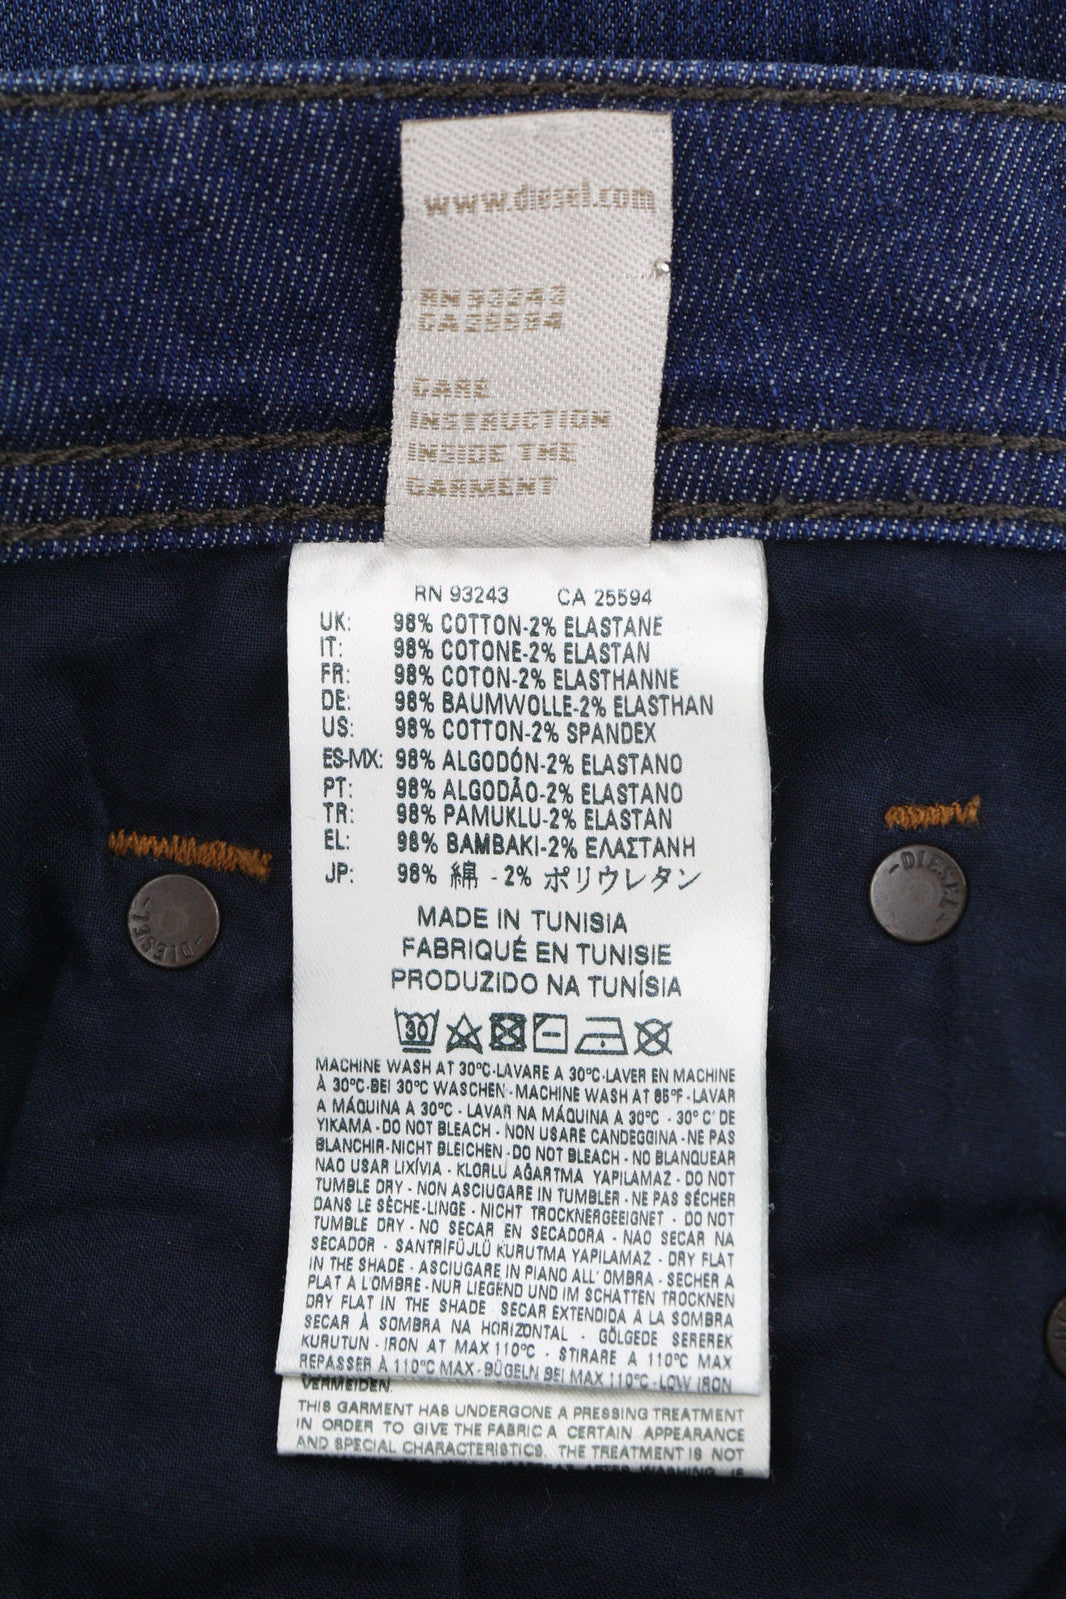 www.diesel.com
RN 93243
CA 25594
CARE
INSTRUCTION
INSIDE THE
GARMENT
RN 93243 CA 25594
UK: 98% COTTON-2% ELASTANE
IT: 98% COTONE-2% ELASTAN
FR: 98% COTON-2% ELASTHANNE
DE: 98% BAUMWOLLE-2% ELASTHAN
US: 98% COTTON-2% SPANDEX
ES-MX: 98% ALGODÓN-2% ELASTANO
PT: 98% ALGODÃO-2% ELASTANO
TR: 98% PAMUKLU-2% ELASTAN
EL: 98% BAMBAKI-2% ΕΛΑΣΤΑΝΗ
JP: 98% 綿 - 2% ポリウレタン
MADE IN TUNISIA
FABRIQUÉ EN TUNISIE
PRODUZIDO NA TUNÍSIA
30
MACHINE WASH AT 30°C-LAVARE A 30°C-LAVER EN MACHINE
À 30°C-BEI 30°C WASCHEN - MACHINE WASH AT 85°F - LAVAR
A MÁQUINA A 30°C - LAVAR NA MÁQUINA A 30°C - 30° C' DE
YIKAMA - DO NOT BLEACH - NON USARE CANDEGGINA - NE PAS
BLANCHIR-NICHT BLEICHEN - DO NOT BLEACH - NO BLANQUEAR
NAO USAR LIXÍVIA - KLORLU AĞARTMA YAPILAMAZ - DO NOT
TUMBLE DRY - NON ASCIUGARE IN TUMBLER - NE PAS SÉCHER
DANS LE SÈCHE-LINGE - NICHT TROCKNERGEEIGNET - DO NOT
TUMBLE DRY - NO SECAR EN SECADORA - NAO SECAR NA
SECADOR - SANTRİFÜJLÜ KURUTMA YAPILAMAZ - DRY FLAT
IN THE SHADE - ASCIUGARE IN PIANO ALL' OMBRA - SECHER A
PLAT A L'OMBRE - NUR LIEGEND UND IM SCHATTEN TROCKNEN
DRY FLAT IN THE SHADE SECAR EXTENDIDA A LA SOMBRA
SECAR À SOMBRA NA HORIZONTAL - GÖLGEDE SEREREK
KURUTUN - IRON AT MAX 110°C - STIRARE A 110°C MAX
REPASSER À 110°C MAX - BÜGELN BEI MAX 110°C - LOW IRON
VERMEIDEN.
THIS GARMENT HAS UNDERGONE A PRESSING TREATMENT
IN ORDER TO GIVE THE FABRIC A CERTAIN APPEARANCE
AND SPECIAL CHARACTERISTICS. THE TREATMENT IS NOT
AFTER WASHING, IF
DIESEL
DIESEL